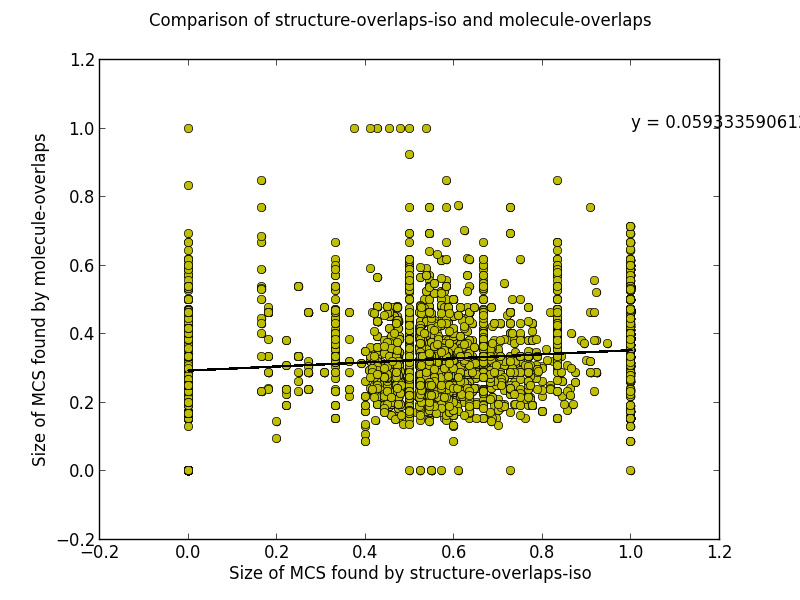 Comparison of structure-overlaps-iso and molecule-overlaps
1.2
y = 0.05933359061
1.0
0.8
0.6
0.4
0.2
0.0
−0.2
Size of MCS found by molecule-overlaps
−0.2 0.0 0.2 0.4 0.6 0.8 1.0 1.2
Size of MCS found by structure-overlaps-iso